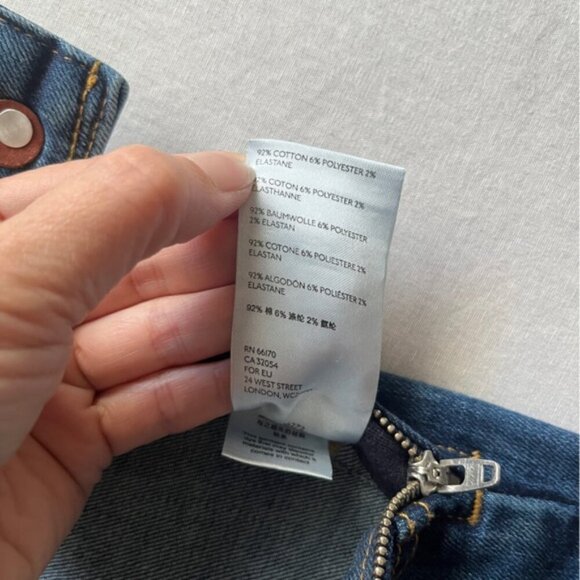 92% COTTON 6% POLYESTER 2%
ELASTANE
92% COTON 6% POLYESTER 2%
ELASTHANNE
92% BAUMWOLLE 6% POLYESTER
2% ELASTAN
92% COTONE 6% POLIESTERE 2%
ELASTAN
92% ALGODÓN 6% POLIÉSTER 2%
ELASTANE
92% 棉 6% 涤纶 2% 氨纶
RN 66170
CA 32054
FOR EU
24 WEST STREET
LONDON,